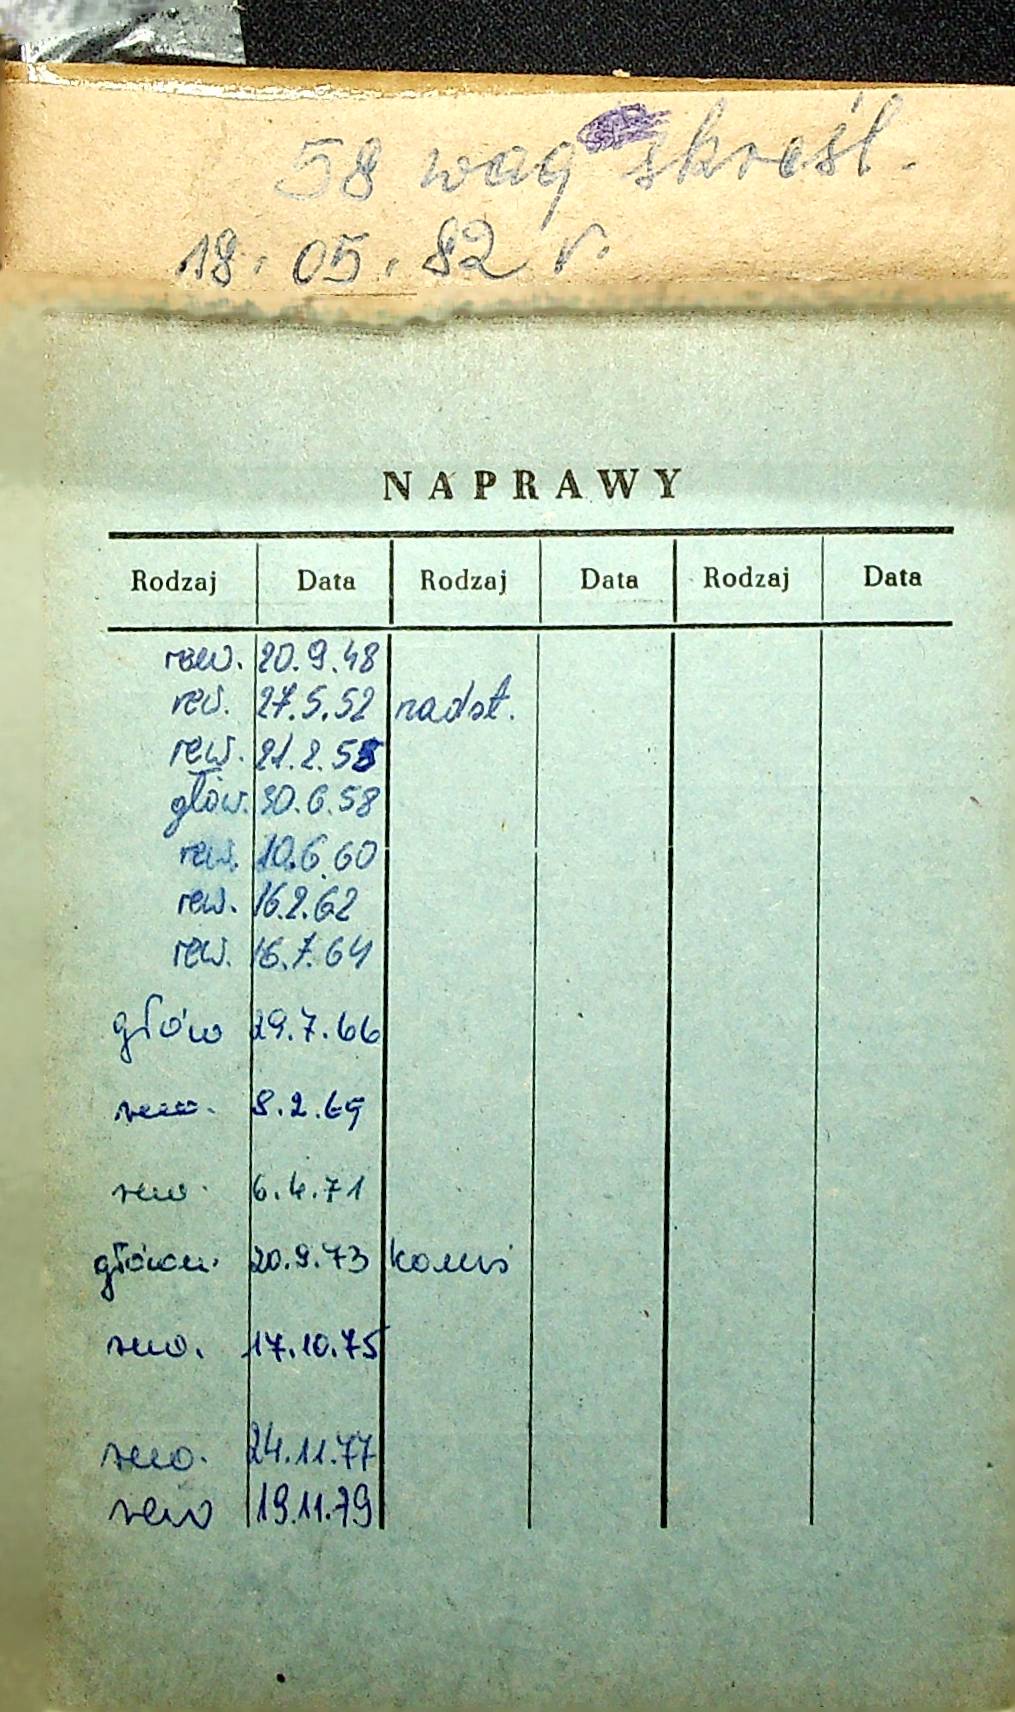 58 wag skreśl.
18. 05. 82 r.
NAPRAWY
Rodzaj Data Rodzaj Data Rodzaj Data
rew. 20.9.48
rew. 27.5.52 nadst.
rew. 21.2.55
głów. 30.6.58
rew. 10.6.60
rew. 16.2.62
rew. 16.7.64
głów 29.7.66
rew. 8.2.69
rew. 6.4.71
główn. 20.9.73
rew. 17.10.75
rew. 24.11.77
rew 19.11.79